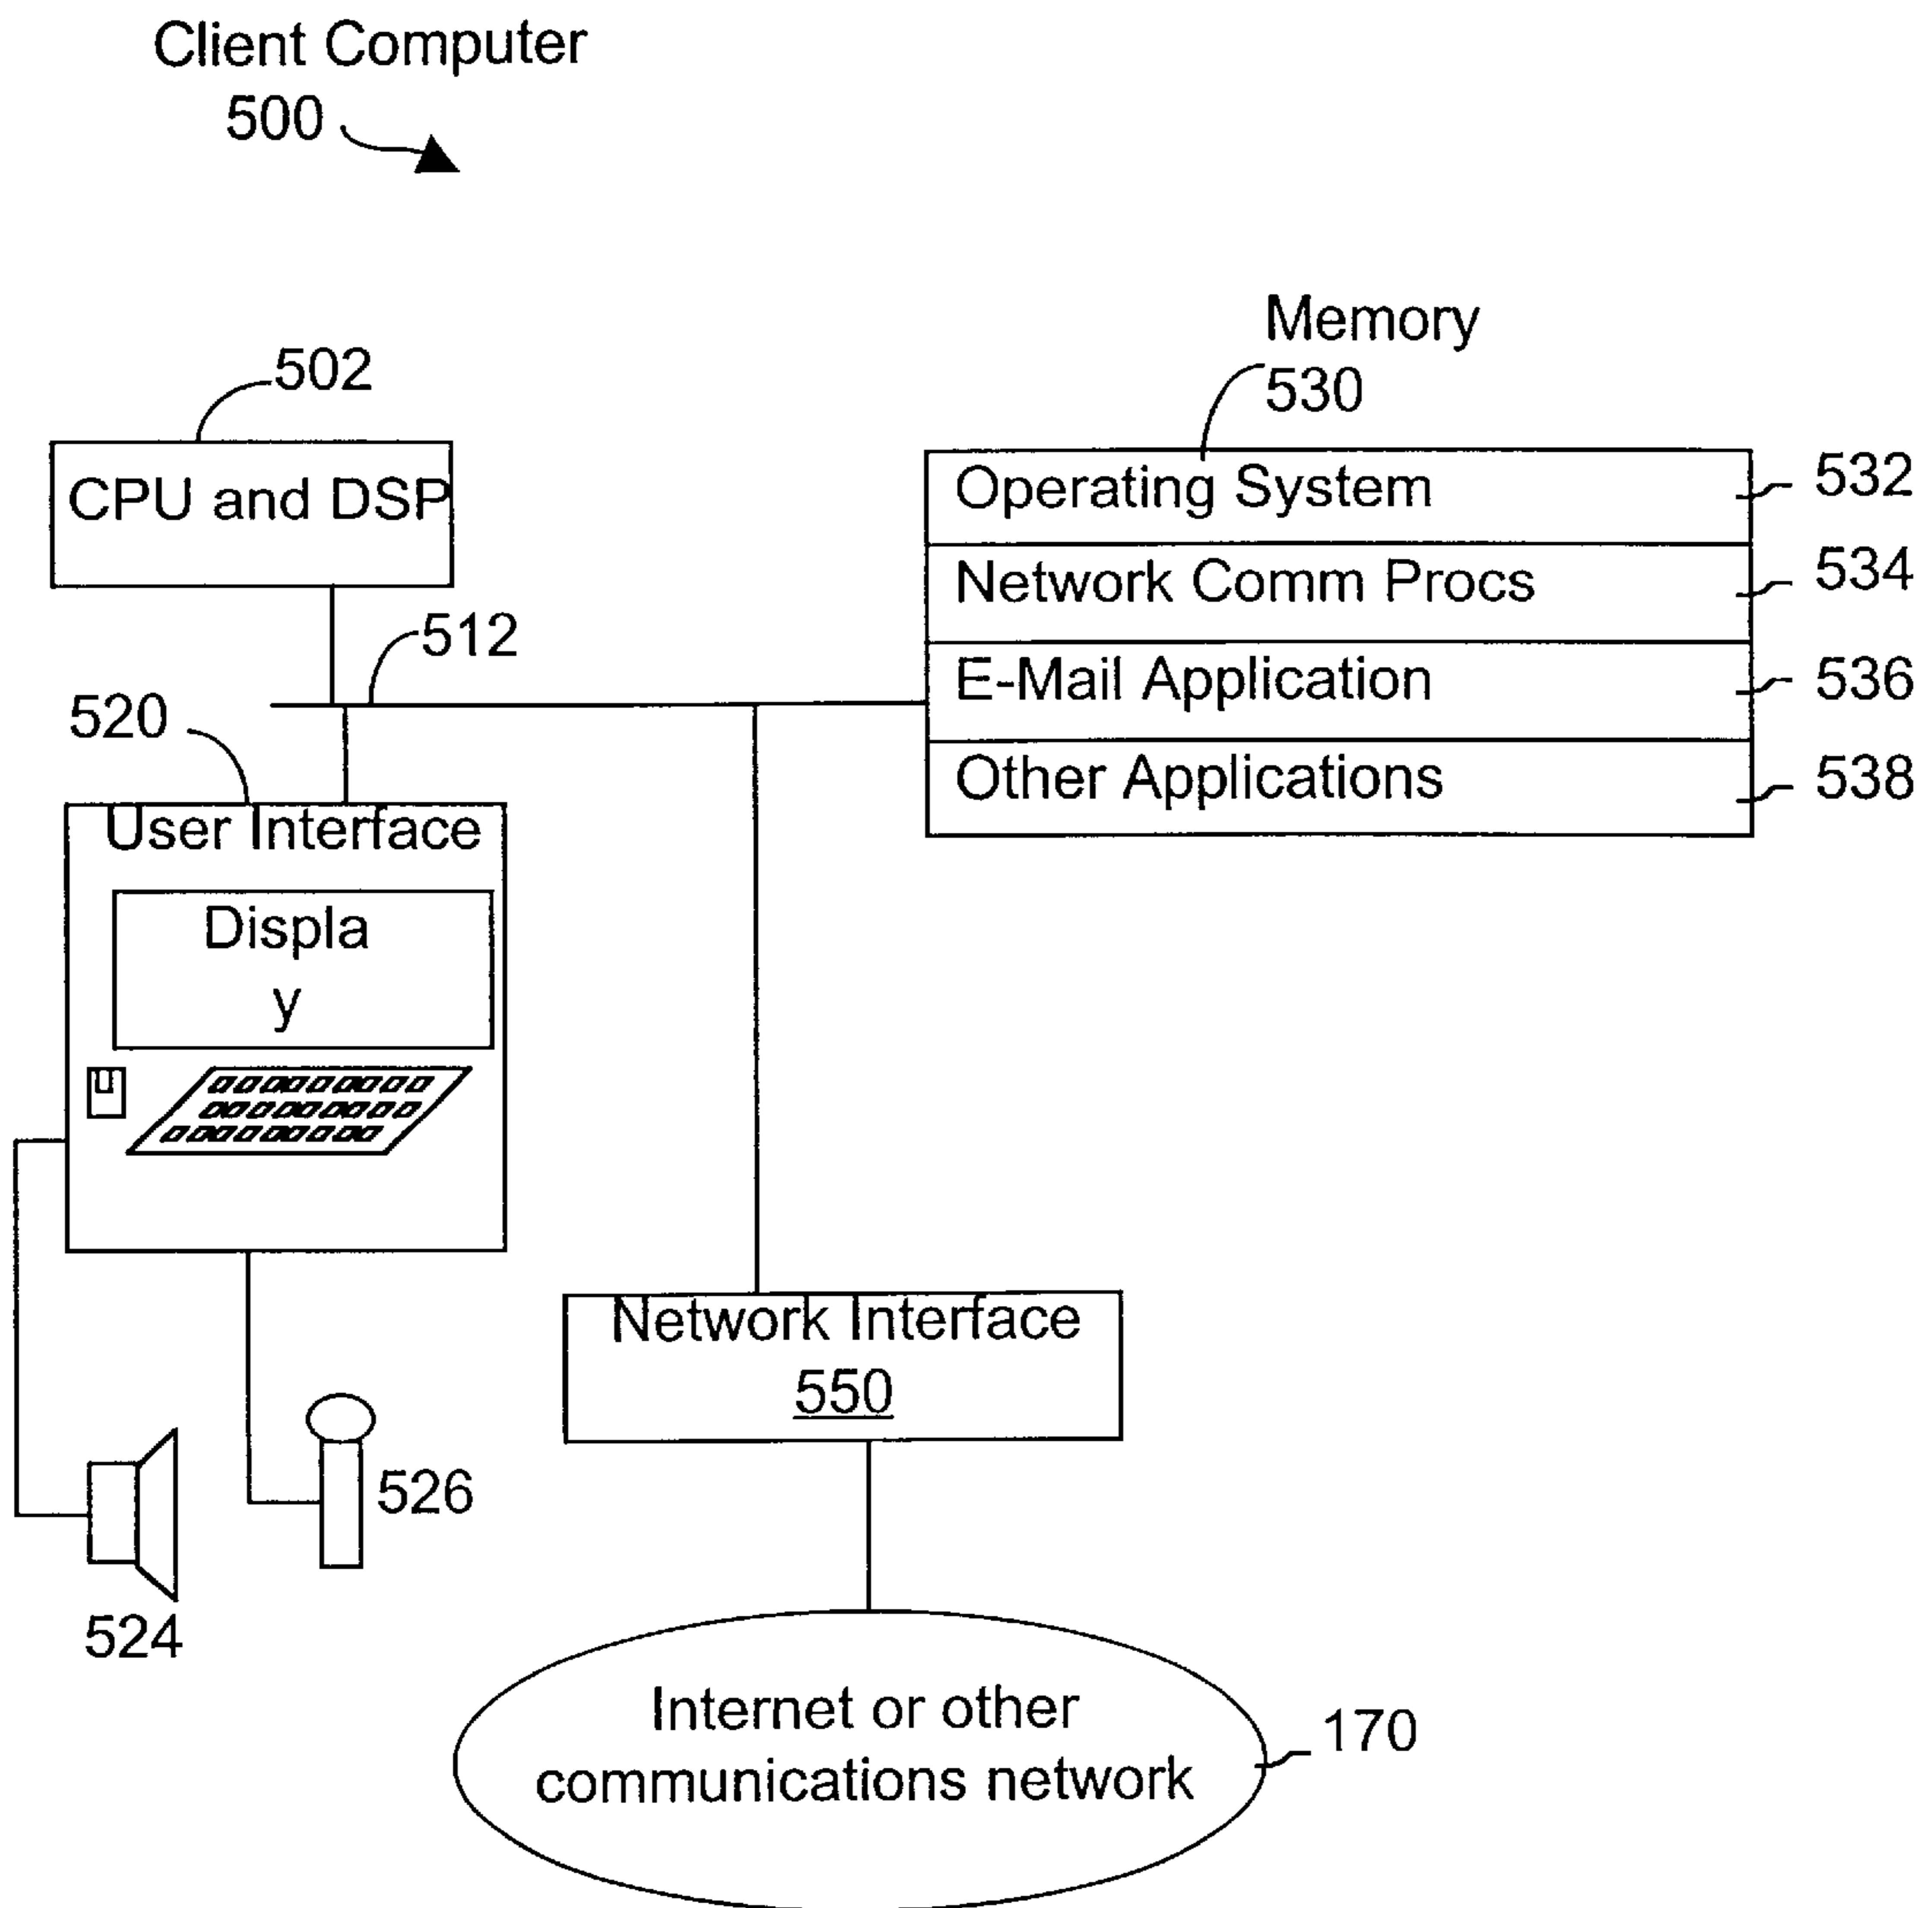 Client Computer
500
Memory
530
502
CPU and DSP
Operating System
532
Network Comm Procs
534
E-Mail Application
536
Other Applications
538
512
520
User Interface
Displa
y
Network Interface
550
526
524
Internet or other
communications network
170